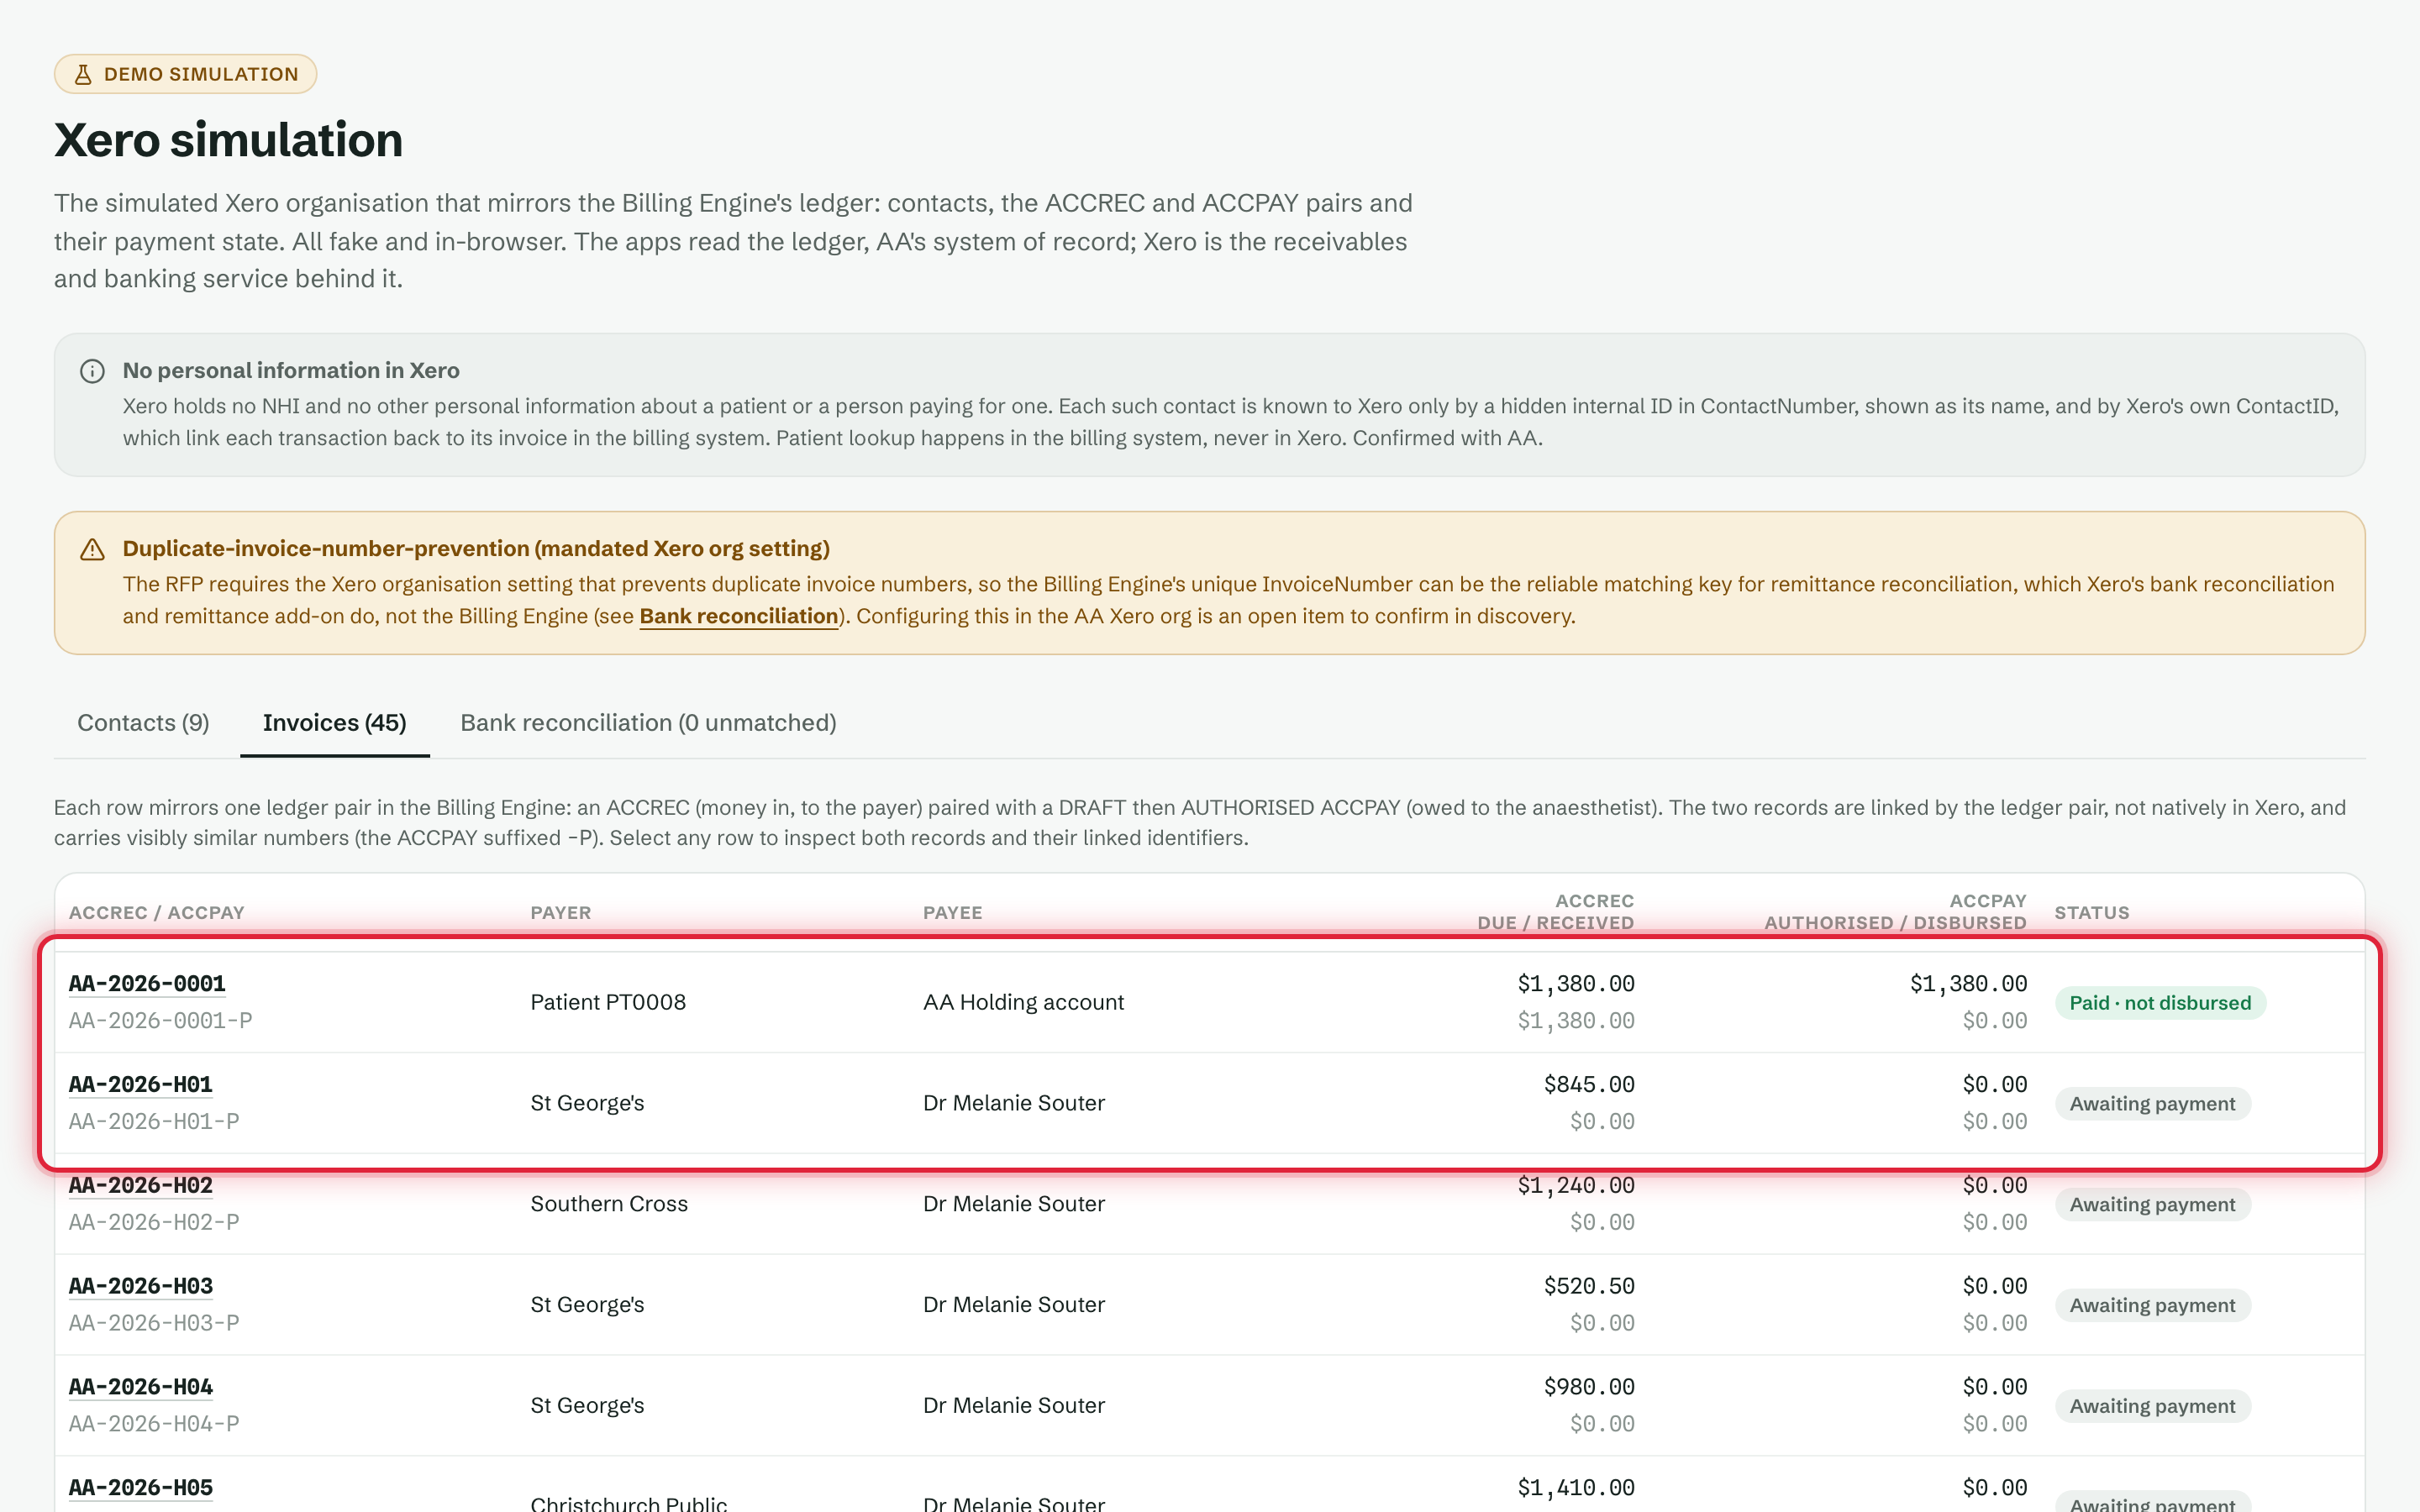 DEMO SIMULATION
Xero simulation
The simulated Xero organisation that mirrors the Billing Engine's ledger: contacts, the ACCREC and ACCPAY pairs and
their payment state. All fake and in-browser. The apps read the ledger, AA's system of record; Xero is the receivables
and banking service behind it.
No personal information in Xero
Xero holds no NHI and no other personal information about a patient or a person paying for one. Each such contact is known to Xero only by a hidden internal ID in ContactNumber, shown as its name, and by Xero's own ContactID,
which link each transaction back to its invoice in the billing system. Patient lookup happens in the billing system, never in Xero. Confirmed with AA.
Duplicate-invoice-number-prevention (mandated Xero org setting)
The RFP requires the Xero organisation setting that prevents duplicate invoice numbers, so the Billing Engine's unique InvoiceNumber can be the reliable matching key for remittance reconciliation, which Xero's bank reconciliation
and remittance add-on do, not the Billing Engine (see Bank reconciliation). Configuring this in the AA Xero org is an open item to confirm in discovery.
Contacts (9) Invoices (45) Bank reconciliation (0 unmatched)
Each row mirrors one ledger pair in the Billing Engine: an ACCREC (money in, to the payer) paired with a DRAFT then AUTHORISED ACCPAY (owed to the anaesthetist). The two records are linked by the ledger pair, not natively in Xero, and
carries visibly similar numbers (the ACCPAY suffixed -P). Select any row to inspect both records and their linked identifiers.
ACCREC / ACCPAY PAYER PAYEE ACCREC DUE / RECEIVED ACCPAY AUTHORISED / DISBURSED STATUS
AA-2026-0001 $1,380.00 $1,380.00
Patient PT0008 AA Holding account Paid · not disbursed
AA-2026-0001-P $1,380.00 $0.00
AA-2026-H01 $845.00 $0.00
St George's Dr Melanie Souter Awaiting payment
AA-2026-H01-P $0.00 $0.00
AA-2026-H02 $1,240.00 $0.00
Southern Cross Dr Melanie Souter Awaiting payment
AA-2026-H02-P $0.00 $0.00
AA-2026-H03 $520.50 $0.00
St George's Dr Melanie Souter Awaiting payment
AA-2026-H03-P $0.00 $0.00
AA-2026-H04 $980.00 $0.00
St George's Dr Melanie Souter Awaiting payment
AA-2026-H04-P $0.00 $0.00
AA-2026-H05 $1,410.00 $0.00
Christchurch Public Dr Melanie Souter Awaiting payment